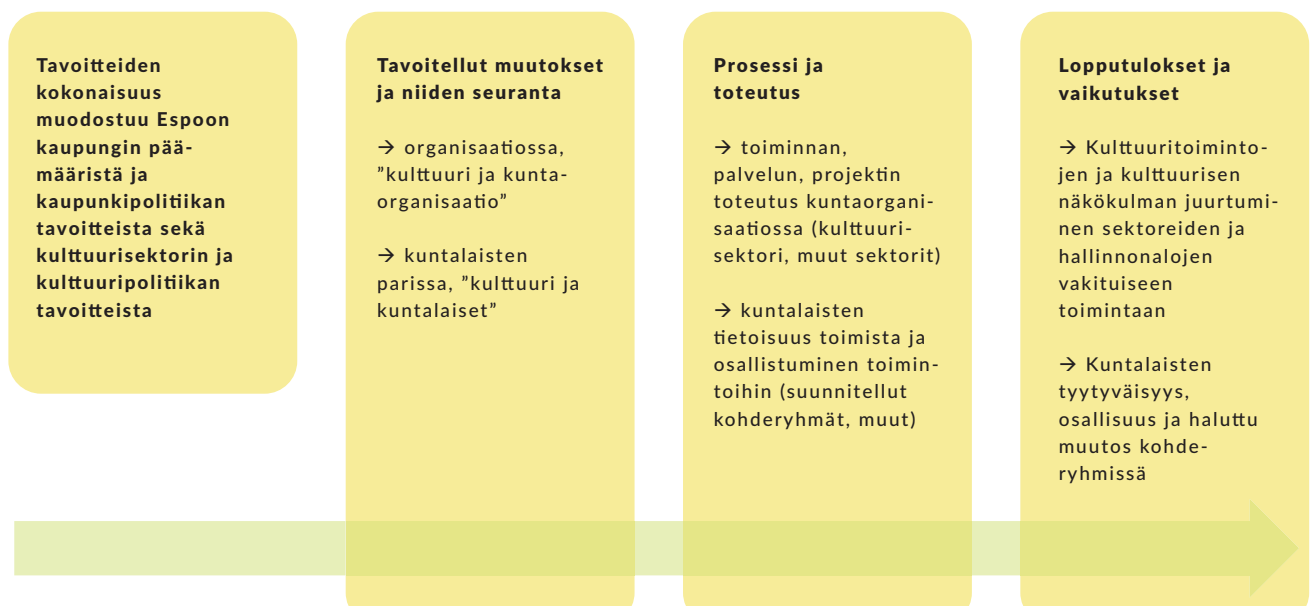 Tavoitteiden
kokonaisuus
muodostuu Espoon
kaupungin pää-
määristä ja
kaupunkipolitiikan
tavoitteista sekä
kulttuurisektorin ja
kulttuuripolitiikan
tavoitteista
Tavoitellut muutokset
ja niiden seuranta
→ organisaatiossa,
”kulttuuri ja kunta-
organisaatio”
→ kuntalaisten
parissa, ”kulttuuri ja
kuntalaiset”
Prosessi ja
toteutus
→ toiminnan,
palvelun, projektin
toteutus kuntaorgani-
saatiossa (kulttuuri-
sektori, muut sektorit)
→ kuntalaisten
tietoisuus toimista ja
osallistuminen toimin-
toihin (suunnitellut
kohderyhmät, muut)
Lopputulokset ja
vaikutukset
→ Kulttuuritoiminto-
jen ja kulttuurisen
näkökulman juurtumi-
nen sektoreiden ja
hallinnonalojen
vakituiseen
toimintaan
→ Kuntalaisten
tyytyväisyys,
osallisuus ja haluttu
muutos kohde-
ryhmissä